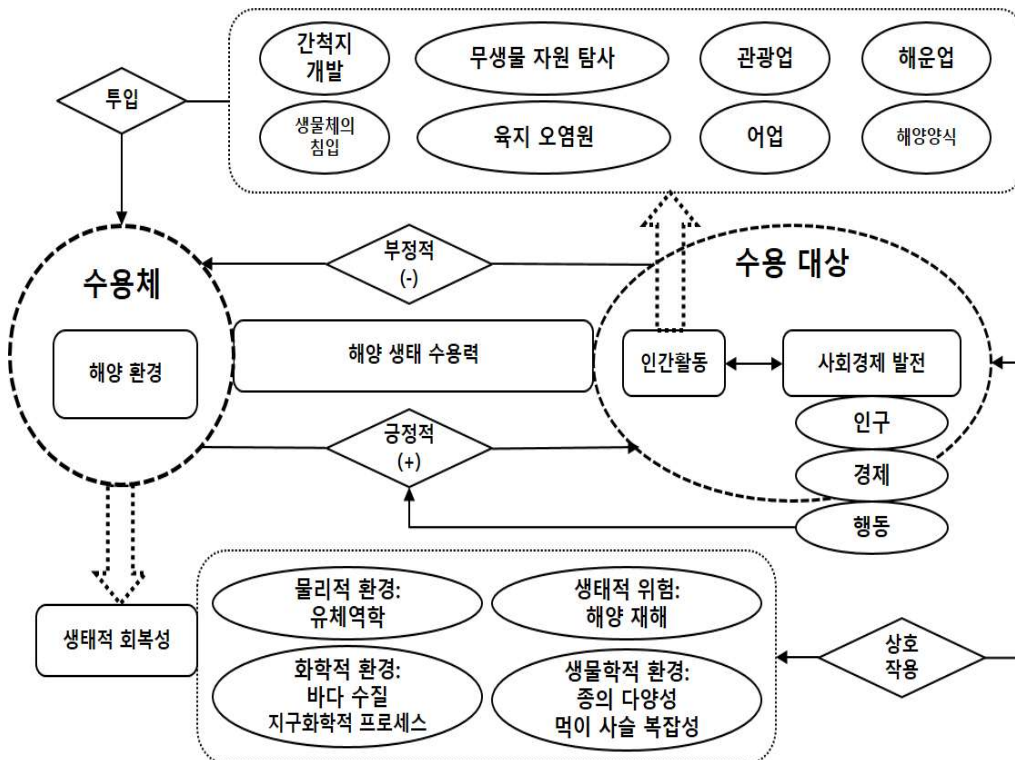 간척지
개발
무생물 자원 탐사
관광업
해운업
투입
생물체의
침입
육지 오염원
어업
해양양식
부정적
(-)
수용체
수용 대상
해양 환경
해양 생태 수용력
인간활동
사회경제 발전
긍정적
(+)
인구
경제
행동
물리적 환경:
유체역학
생태적 위험:
해양 재해
생태적 회복성
상호
작용
화학적 환경:
바다 수질
지구화학적 프로세스
생물학적 환경:
종의 다양성
먹이 사슬 복잡성